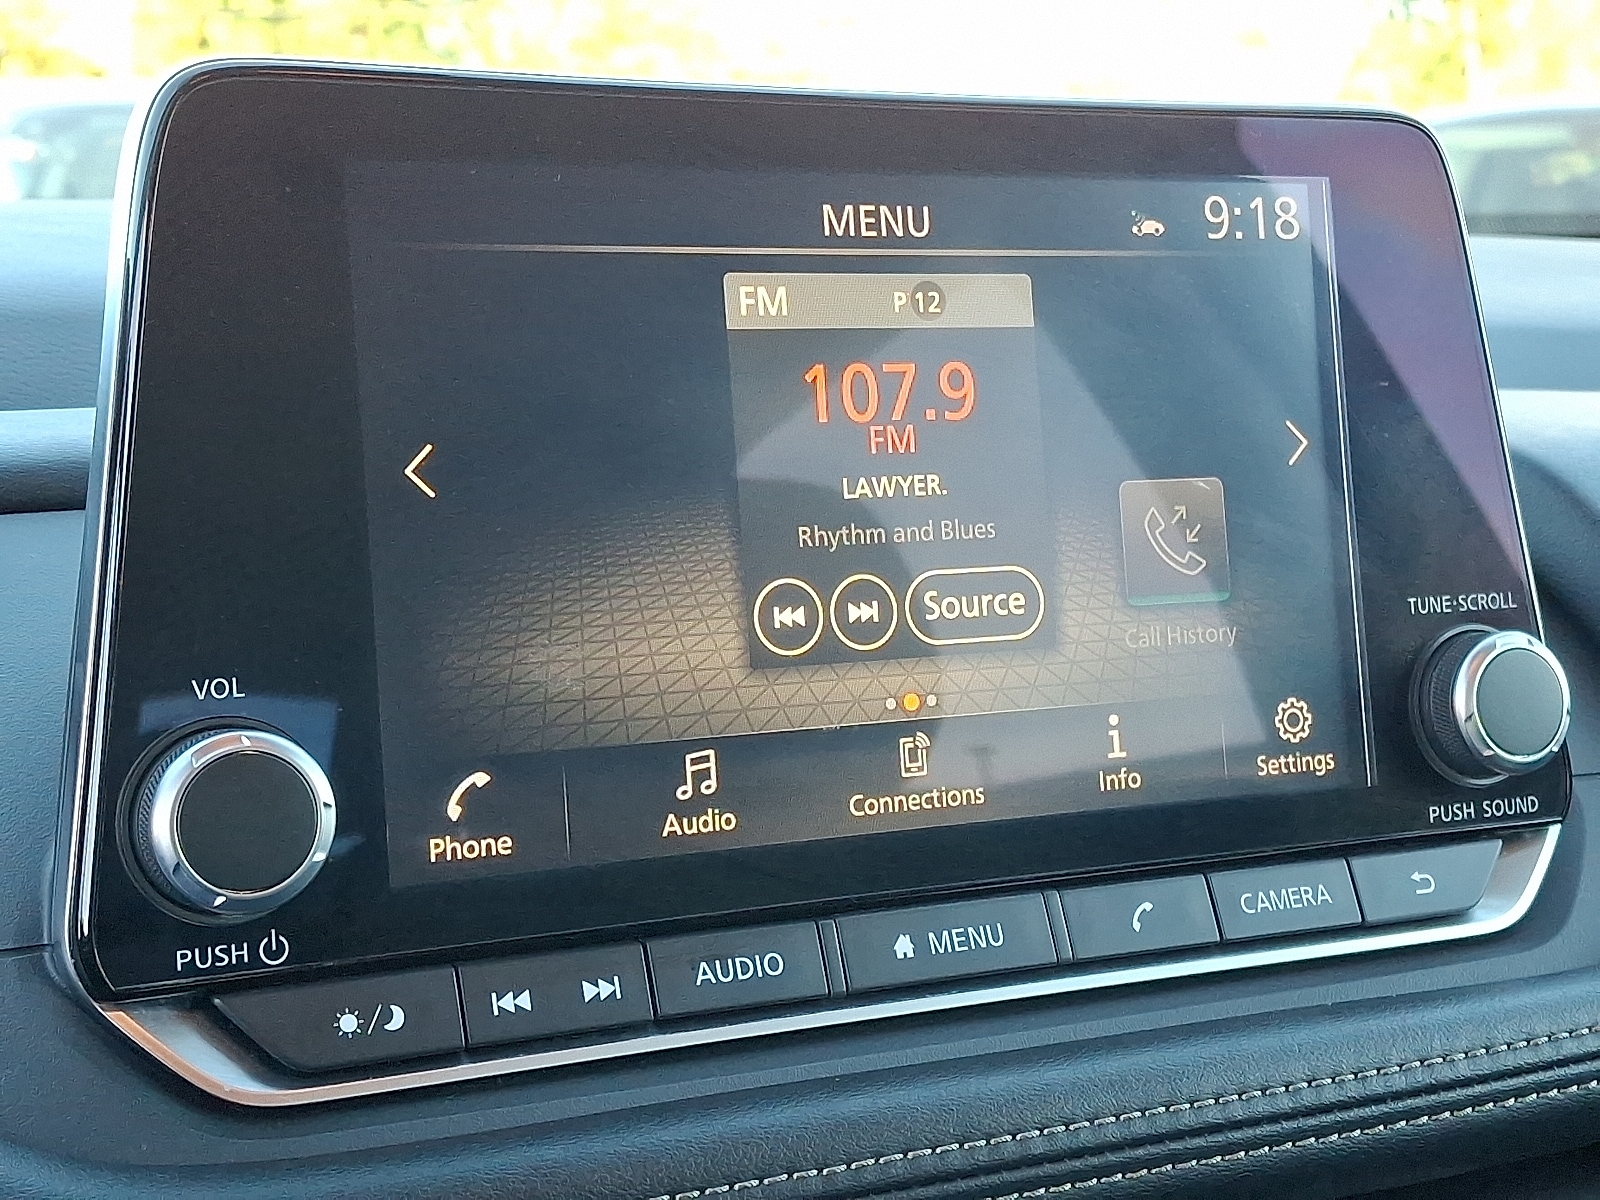 MENU
9:18
FM P 12
107.9
FM
LAWYER.
Rhythm and Blues
Source
Call History
Phone
Audio
Connections
Info
Settings
VOL
PUSH
TUNE·SCROLL
PUSH SOUND
AUDIO
MENU
CAMERA